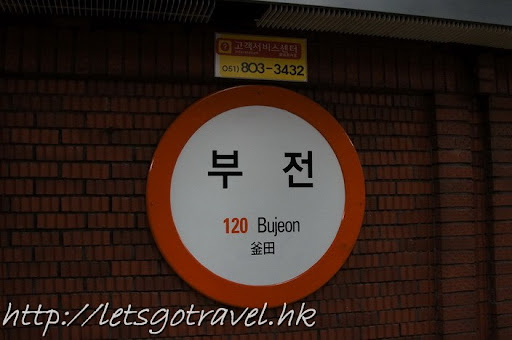 고객서비스센터
051) 803-3432
부 전
120 Bujeon
釜田
http://letsgotravel.hk